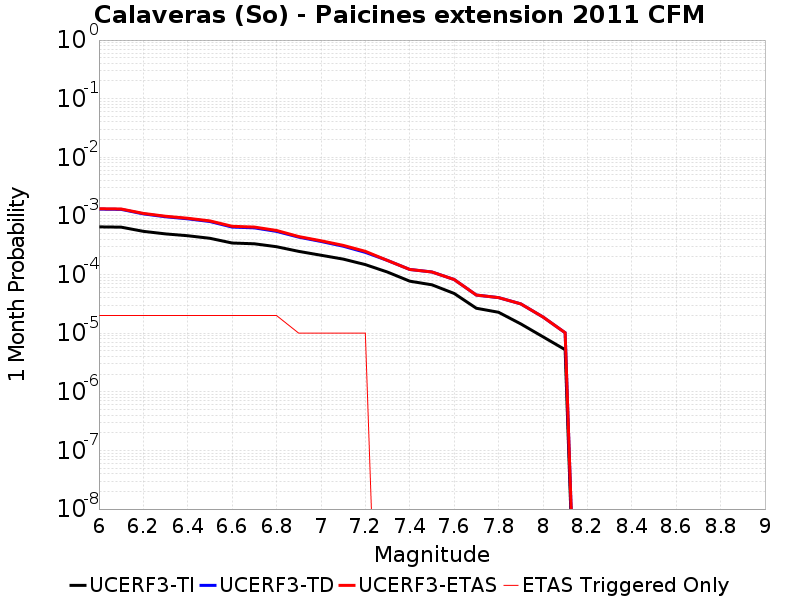 Calaveras (So) - Paicines extension 2011 CFM
10^0
10^-1
10^-2
10^-3
10^-4
10^-5
10^-6
10^-7
10^-8
1 Month Probability
6 6.2 6.4 6.6 6.8 7 7.2 7.4 7.6 7.8 8 8.2 8.4 8.6 8.8 9
Magnitude
UCERF3-TI UCERF3-TD UCERF3-ETAS ETAS Triggered Only